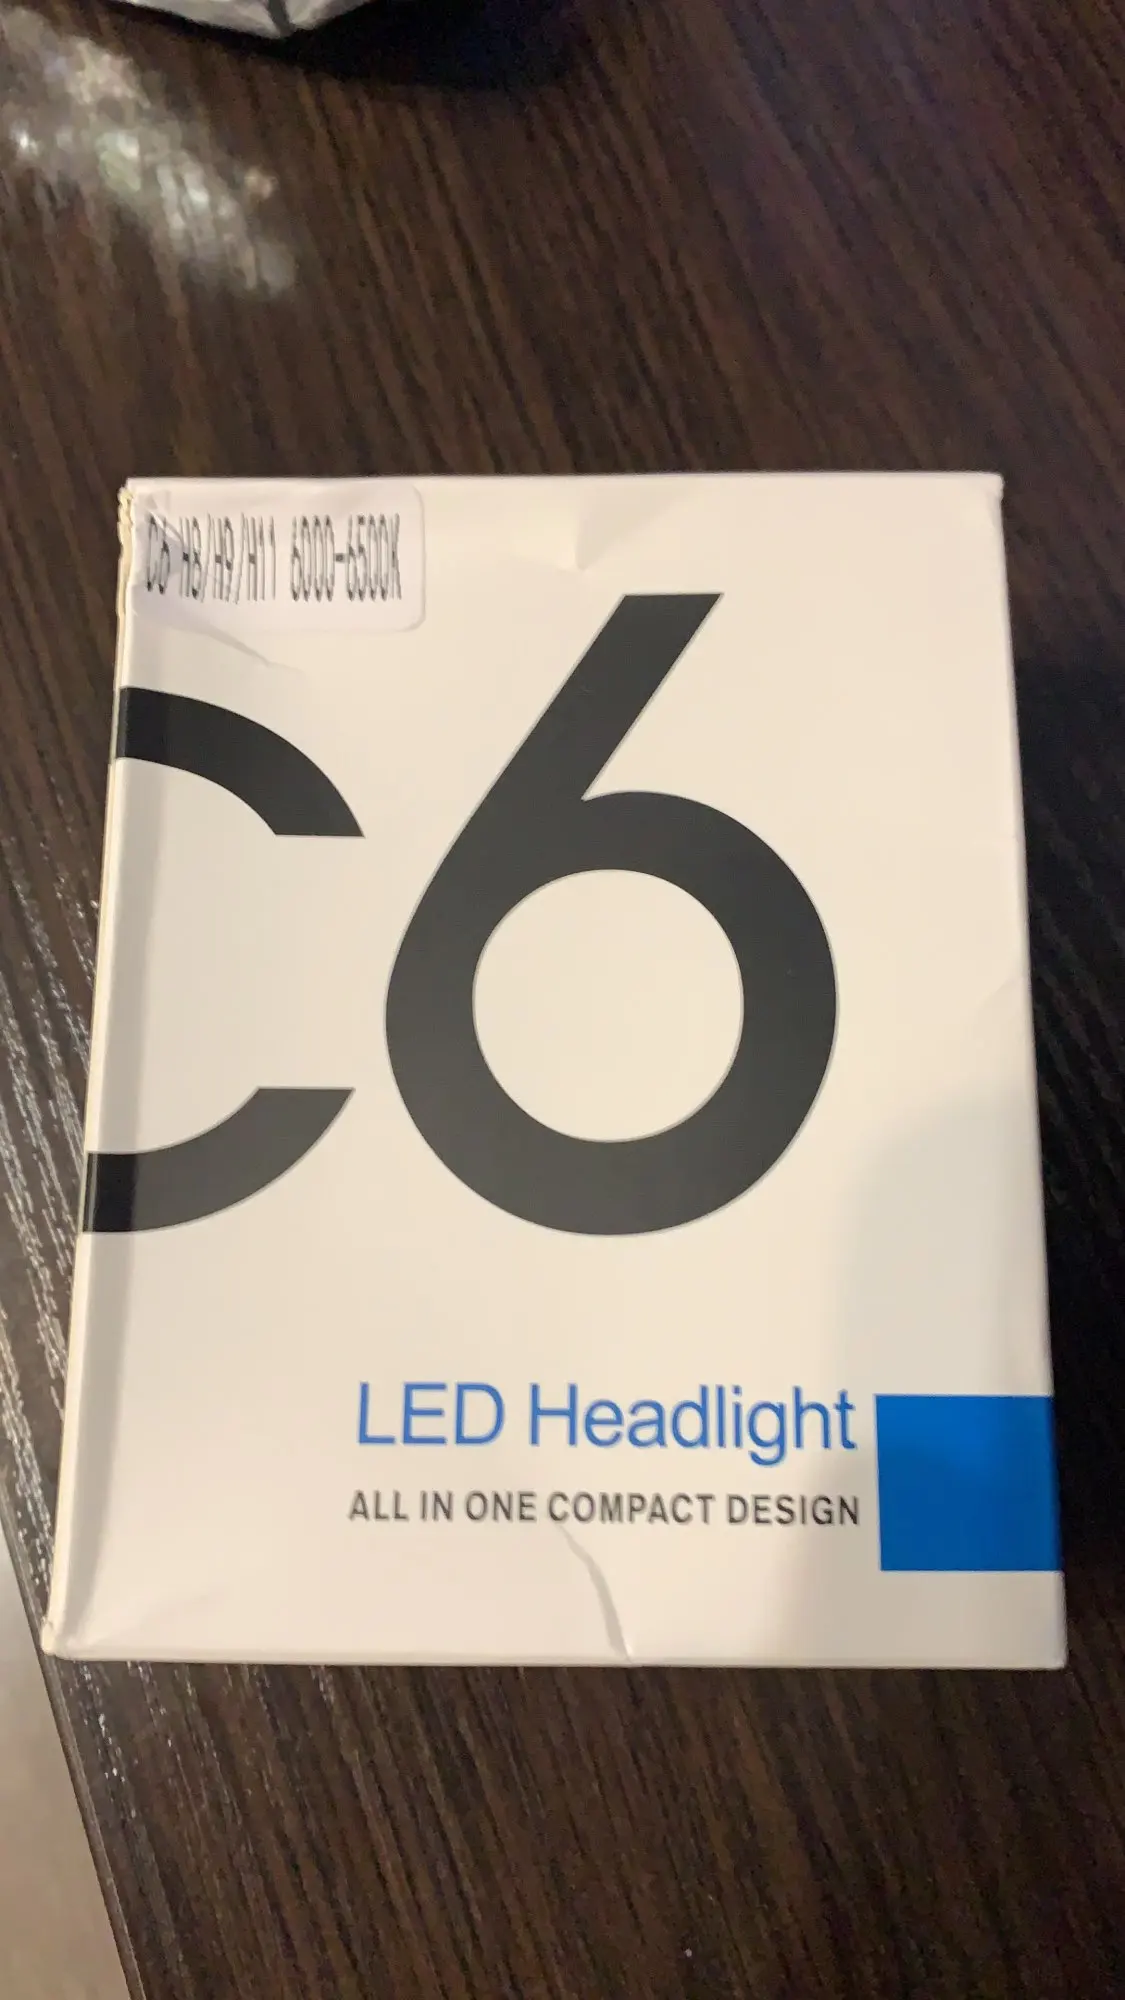 C6 H8/H9/H11 6000-6500K
C6
LED Headlight
ALL IN ONE COMPACT DESIGN